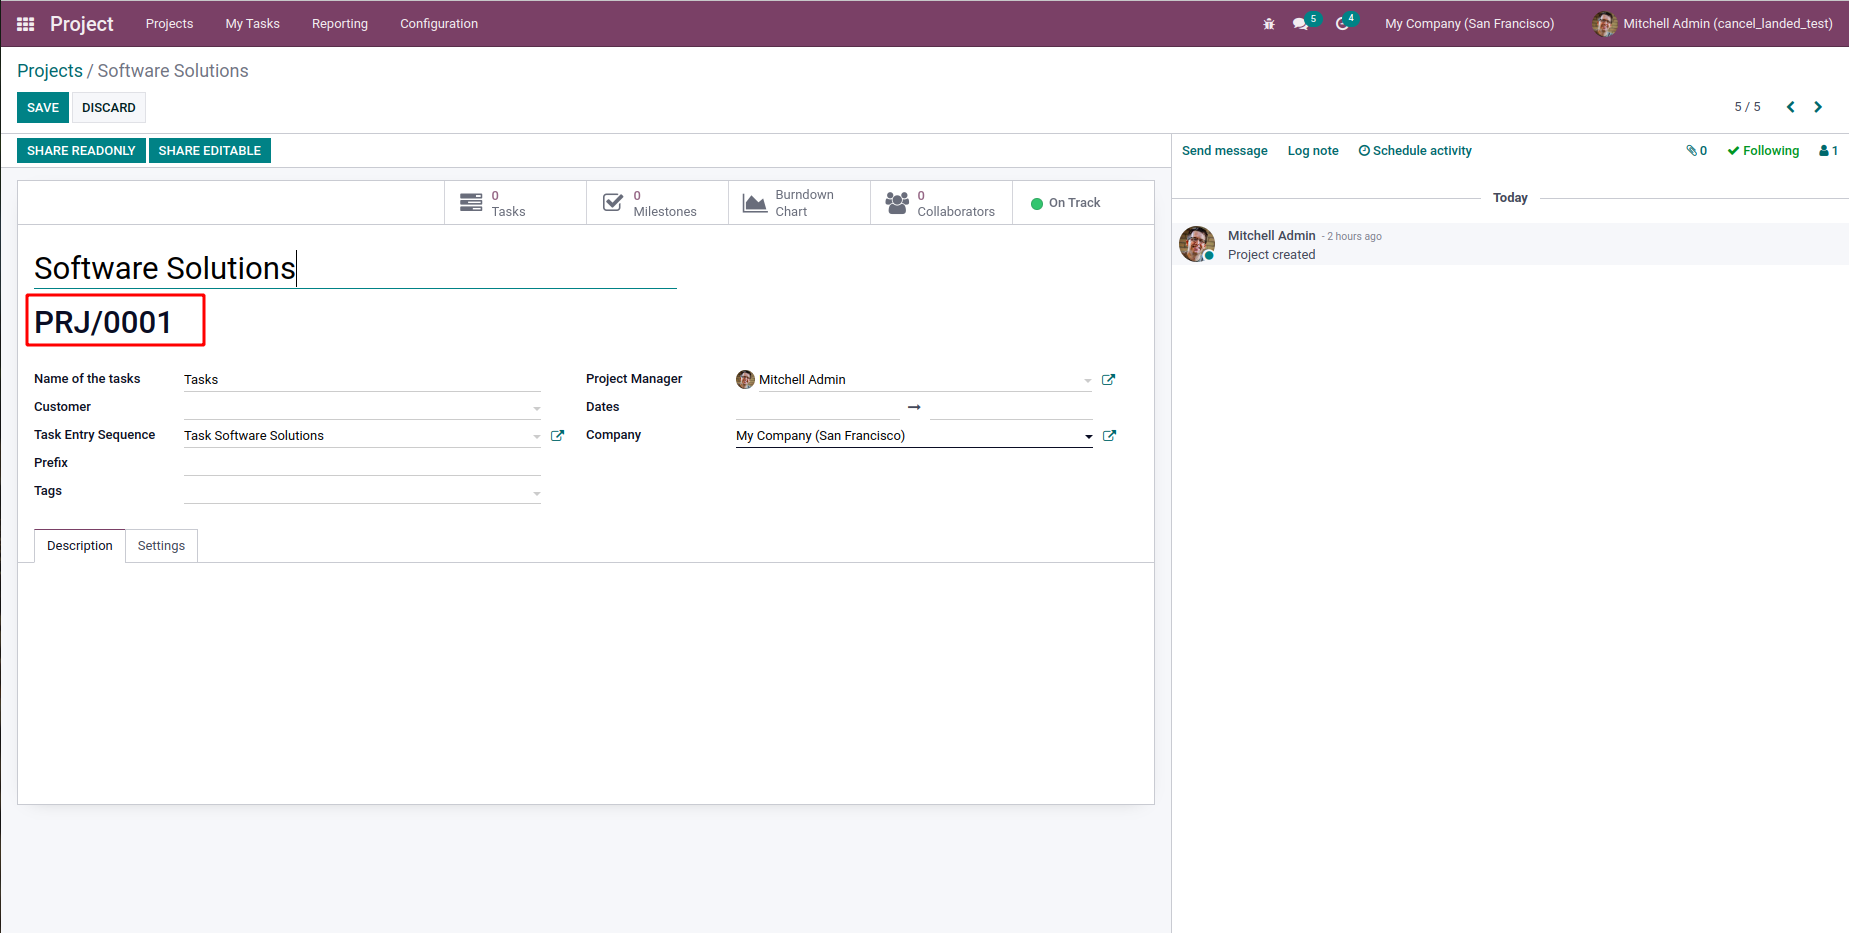 Project Projects My Tasks Reporting Configuration 5 4 My Company (San Francisco) Mitchell Admin (cancel_landed_test)
Projects / Software Solutions
SAVE DISCARD 5 / 5
SHARE READONLY SHARE EDITABLE Send message Log note Schedule activity 0 Following 1
0 Tasks
0 Milestones
Burndown Chart
0 Collaborators
On Track
Today
Mitchell Admin - 2 hours ago
Project created
Software Solutions
PRJ/0001
Name of the tasks Tasks Project Manager Mitchell Admin
Customer Dates
Task Entry Sequence Task Software Solutions Company My Company (San Francisco)
Prefix
Tags
Description Settings